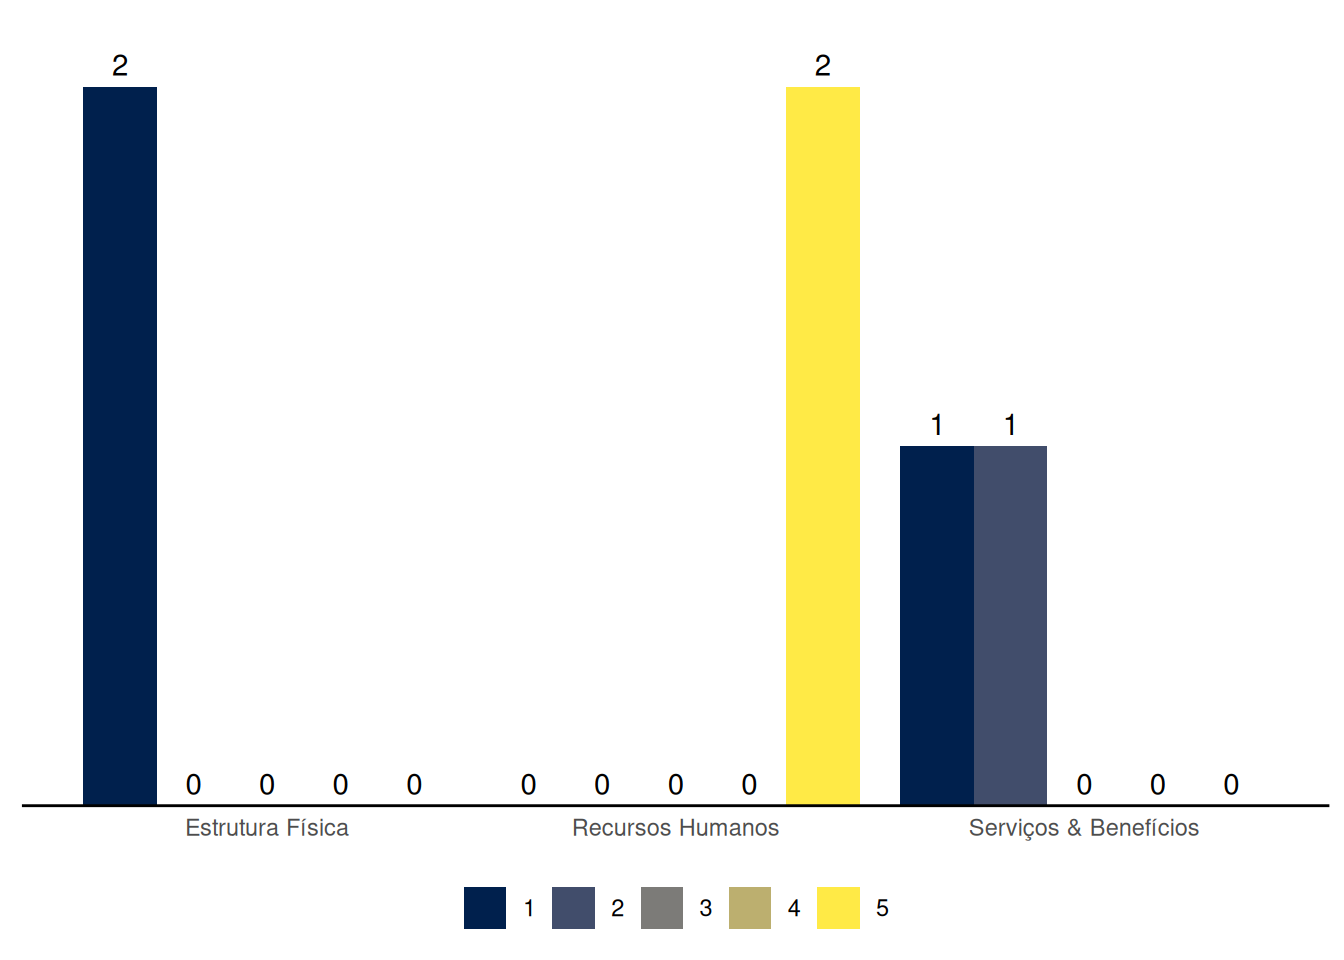 2 2
1 1
0 0 0 0 0 0 0 0 0 0 0
Estrutura Física Recursos Humanos Serviços & Benefícios
1 2 3 4 5